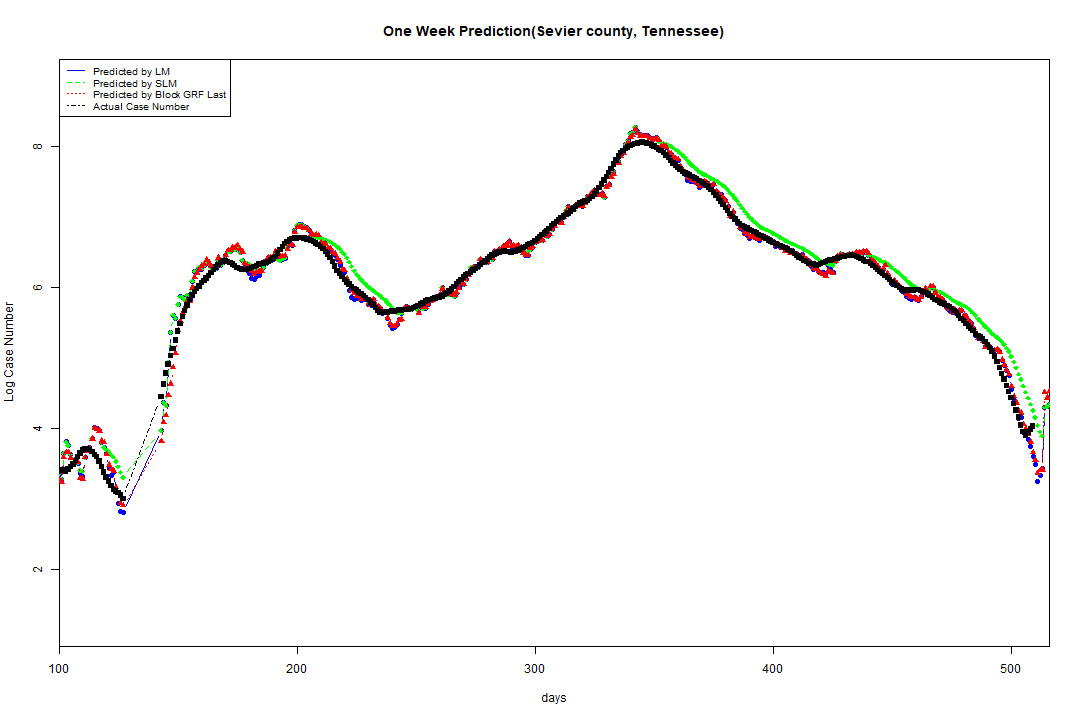 One Week Prediction(Sevier county, Tennessee)
Predicted by LM
Predicted by SLM
Predicted by Block GRF Last
Actual Case Number
8
6
4
2
Log Case Number
100 200 300 400 500
days